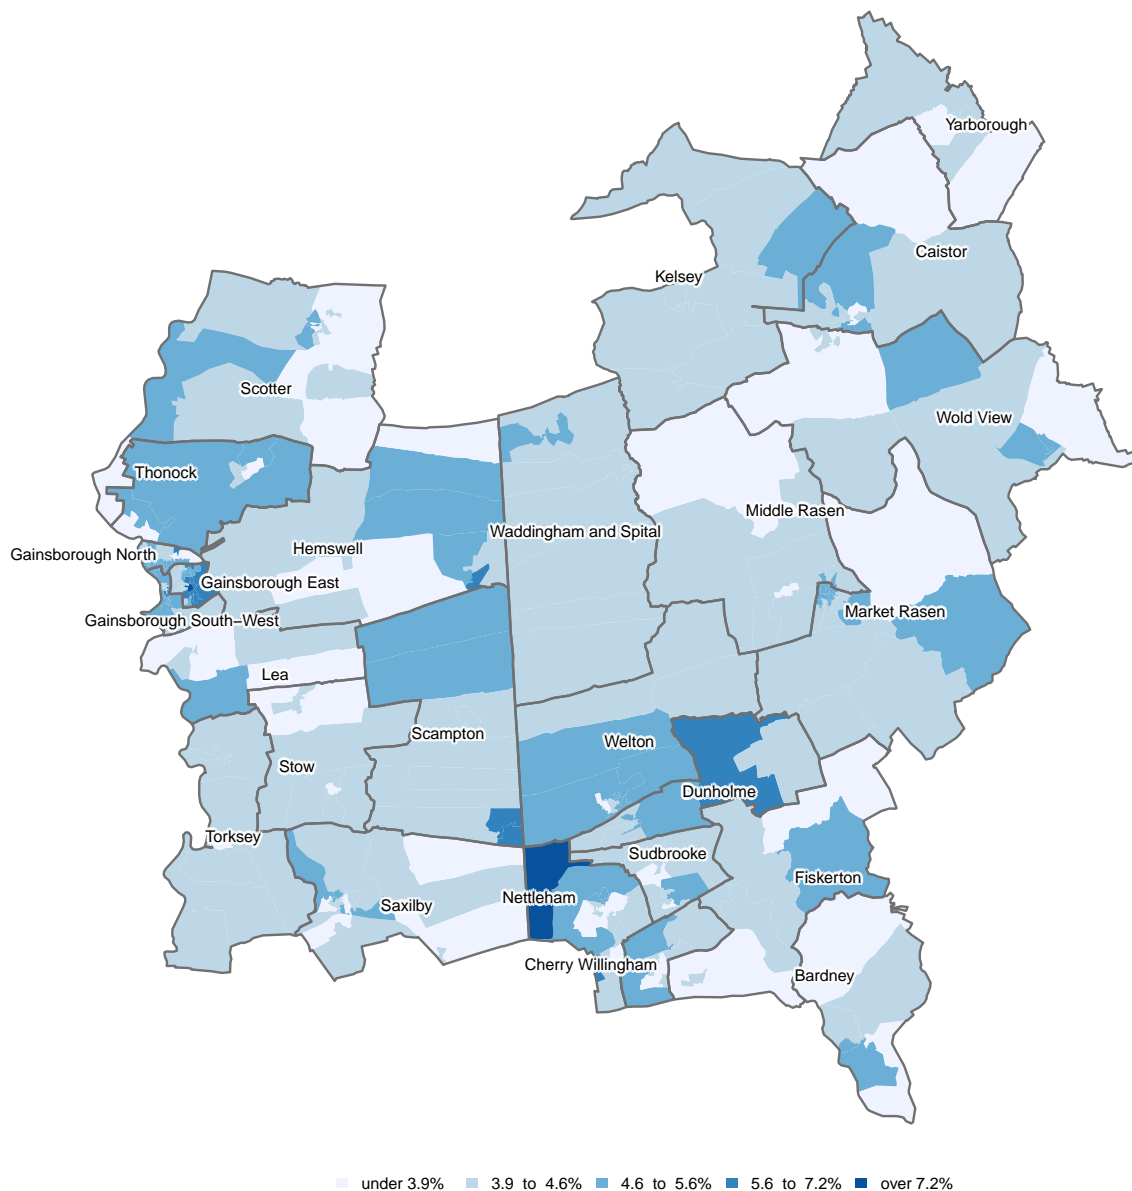 Yarborough
Caistor
Kelsey
Scotter
Wold View
Thonock
Middle Rasen
Waddingham and Spital
Hemswell
Gainsborough North
Gainsborough East
Market Rasen
Gainsborough South−West
Lea
Scampton
Welton
Stow
Dunholme
Torksey
Sudbrooke
Fiskerton
Nettleham
Saxilby
Cherry Willingham
Bardney
under 3.9% 3.9 to 4.6% 4.6 to 5.6% 5.6 to 7.2% over 7.2%